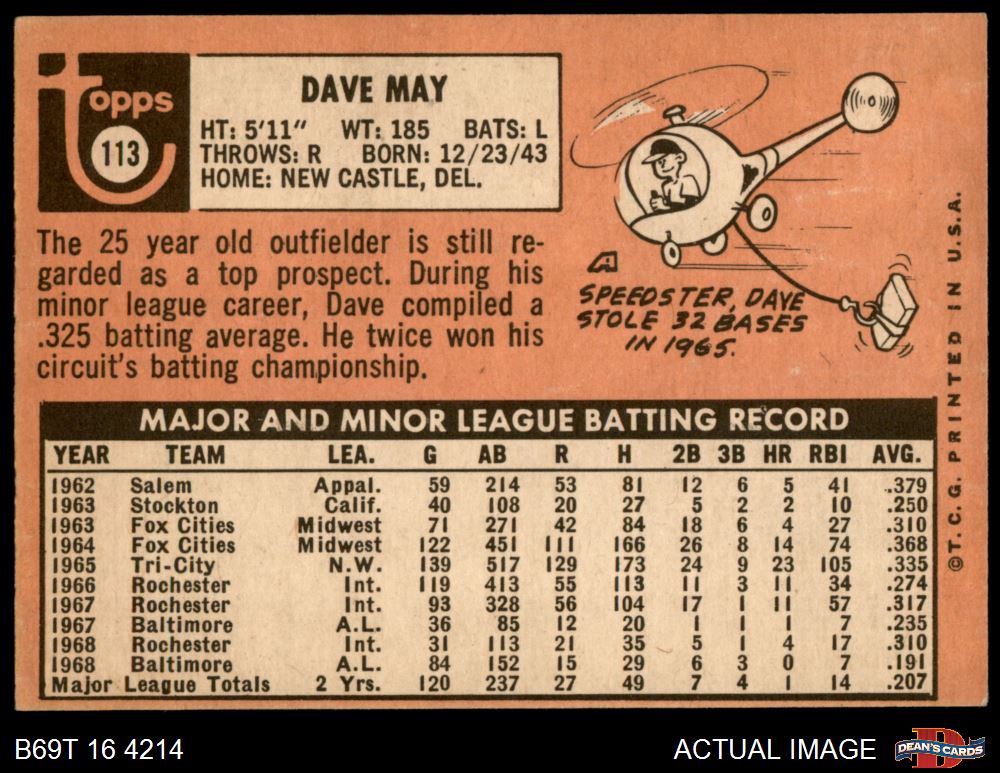 Topps
113
DAVE MAY
HT: 5'11" WT: 185 BATS: L
THROWS: R BORN: 12/23/43
HOME: NEW CASTLE, DEL.
The 25 year old outfielder is still re-
garded as a top prospect. During his
minor league career, Dave compiled a
.325 batting average. He twice won his
circuit's batting championship.
A
SPEEDSTER, DAVE
STOLE 32 BASES
IN 1965.
MAJOR AND MINOR LEAGUE BATTING RECORD
YEAR TEAM LEA. G AB R H 2B 3B HR RBI AVG.
1962 Salem Appal. 59 214 53 81 12 6 5 41 .379
1963 Stockton Calif. 40 108 20 27 5 2 2 10 .250
1963 Fox Cities Midwest 71 271 42 84 18 6 4 27 .310
1964 Fox Cities Midwest 122 451 111 166 26 8 14 74 .368
1965 Tri-City N.W. 139 517 129 173 24 9 23 105 .335
1966 Rochester Int. 119 413 55 113 11 3 11 34 .274
1967 Rochester Int. 93 328 56 104 17 1 11 57 .317
1967 Baltimore A.L. 36 85 12 20 1 1 1 7 .235
1968 Rochester Int. 31 113 21 35 5 1 4 17 .310
1968 Baltimore A.L. 84 152 15 29 6 3 0 7 .191
Major League Totals 2 Yrs. 120 237 27 49 7 4 1 14 .207
©T.C.G. PRINTED IN U.S.A.
B69T 16 4214
ACTUAL IMAGE
D
DEAN'S CARDS